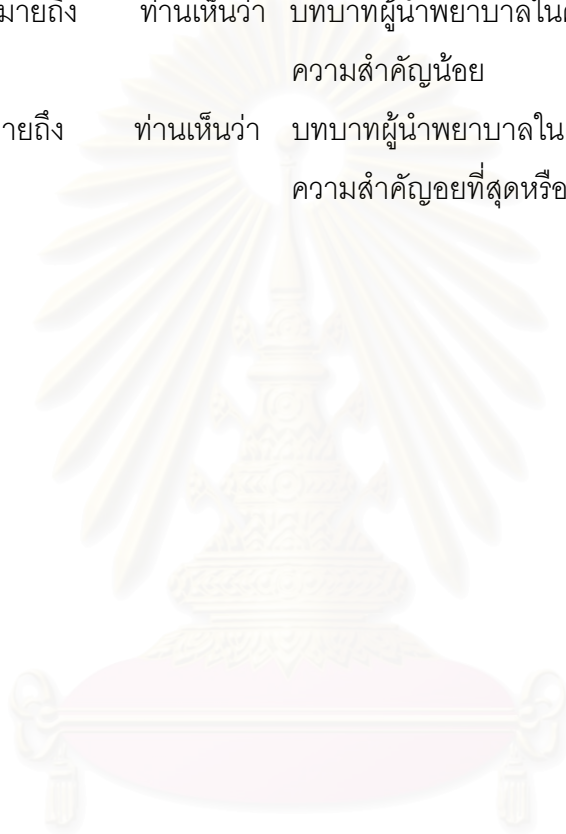 มายถึง ท่านเห็นว่า บทบาทผู้นำพยาบาลใน
ความสำคัญน้อย
ายถึง ท่านเห็นว่า บทบาทผู้นำพยาบาลใน
ความสำคัญอยที่สุดหรือ